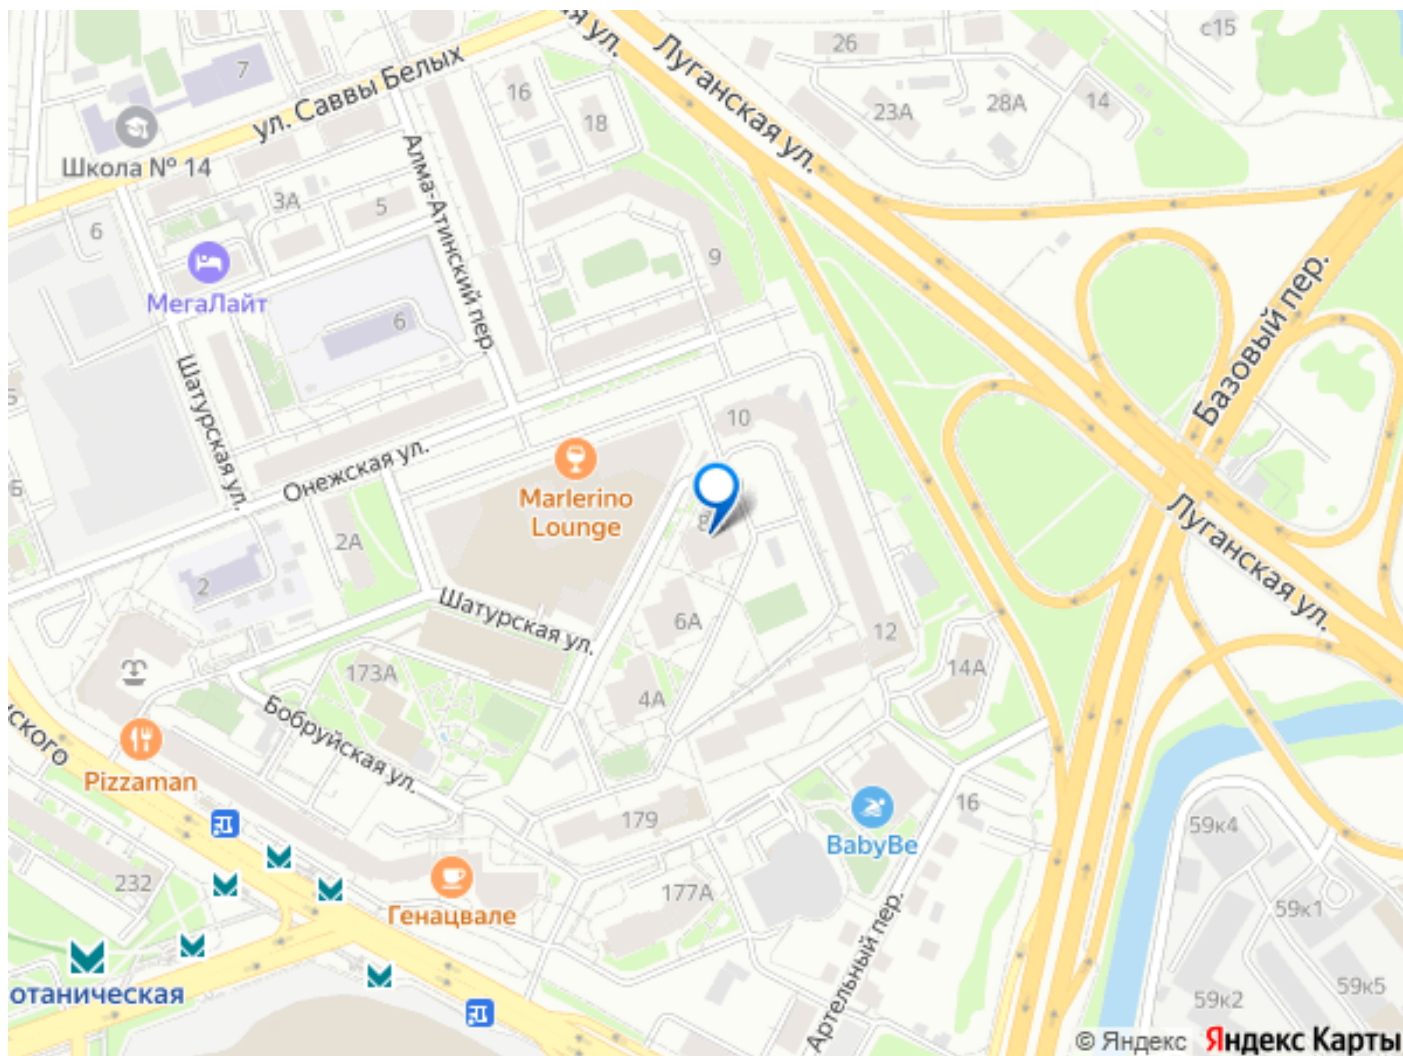 ская ул.
Луганская ул.
26
с15
7
ул. Саввы Белых
16
18
23А
28А
14
Школа № 14
Алма-Атинский пер.
3А
5
6
9
МегаЛайт
6
Базовый пер.
Шатурская ул.
10
Онежская ул.
Marlerino
Lounge
8
Луганская ул.
2А
2
Шатурская ул.
6А
12
14А
173А
4А
Бобруйская ул.
ского
Pizzaman
179
16
BabyBe
59к4
232
177А
Генацвале
59к1
Артельный пер.
отаническая
59к2
59к5
© Яндекс Яндекс Карты